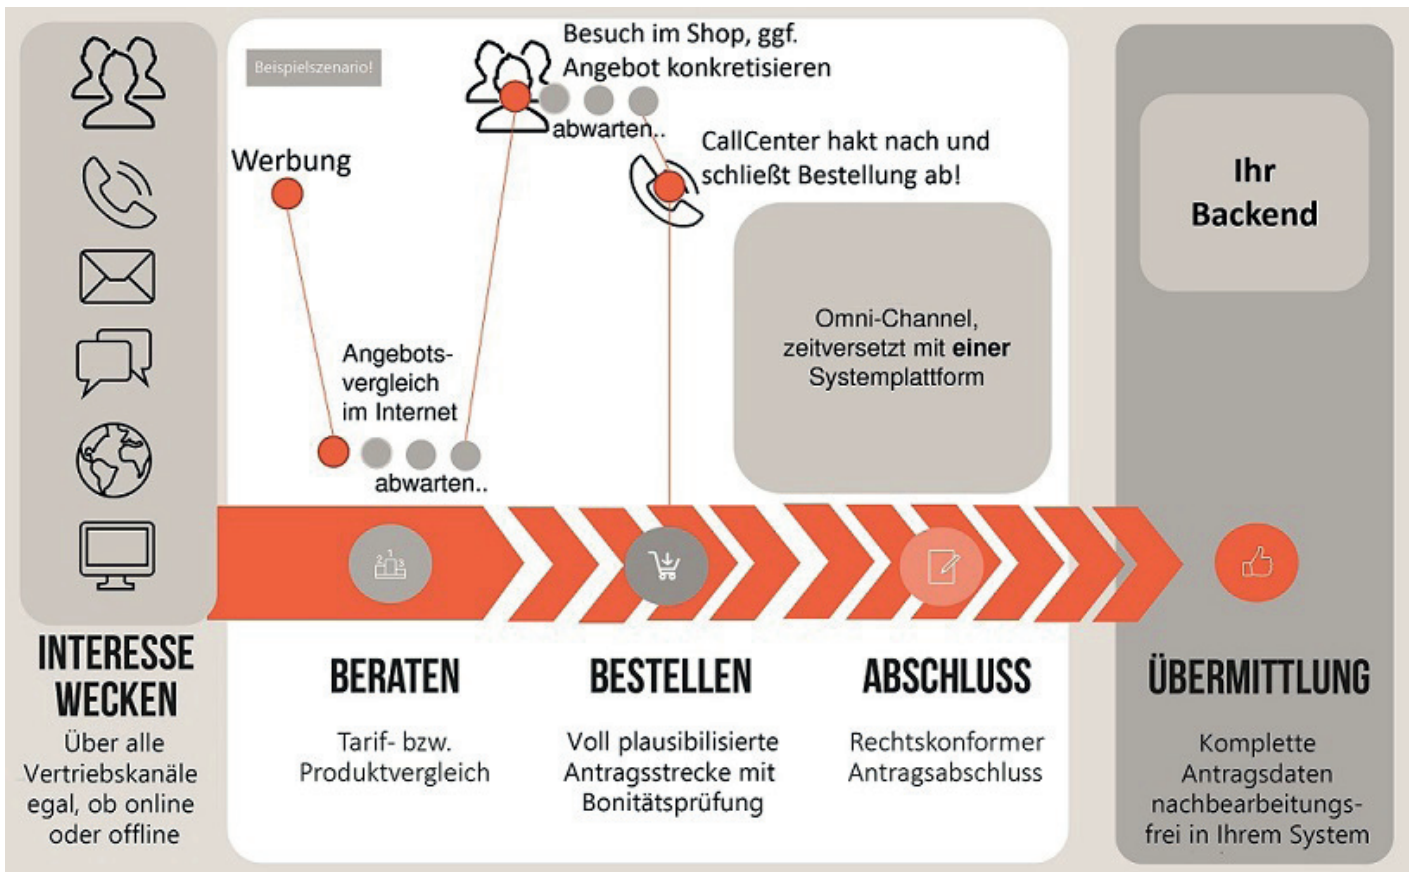 Beispielszenario!
Werbung
Besuch im Shop, ggf.
Angebot konkretisieren
abwarten..
CallCenter hakt nach und
schließt Bestellung ab!
Angebots-
vergleich
im Internet
abwarten..
Omni-Channel,
zeitversetzt mit einer
Systemplattform
Ihr
Backend
2 1 3
INTERESSE
WECKEN
Über alle
Vertriebskanäle
egal, ob online
oder offline
BERATEN
Tarif- bzw.
Produktvergleich
BESTELLEN
Voll plausibilisierte
Antragsstrecke mit
Bonitätsprüfung
ABSCHLUSS
Rechtskonformer
Antragsabschluss
ÜBERMITTLUNG
Komplette
Antragsdaten
nachbearbeitungs-
frei in Ihrem System